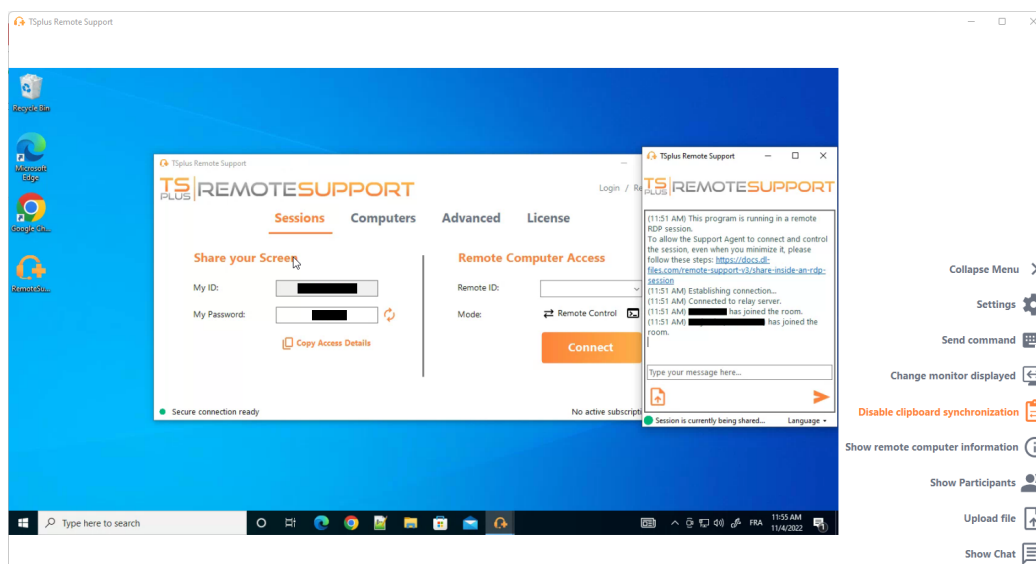 TSplus Remote Support
Recycle Bin
Microsoft
Edge
Google Ch...
RemoteSu...
TSplus Remote Support
TS PLUS REMOTESUPPORT
Login / Re
Sessions Computers Advanced License
Share your Screen
My ID:
My Password:
Copy Access Details
Remote Computer Access
Remote ID:
Mode: Remote Control
Connect
Secure connection ready
No active subscripti
TSplus Remote Support
TS PLUS REMOTESUPPORT
(11:51 AM) This program is running in a remote
RDP session.
To allow the Support Agent to connect and control
the session, even when you minimize it, please
follow these steps: https://docs.dl-
files.com/remote-support-v3/share-inside-an-rdp-
session
(11:51 AM) Establishing connection...
(11:51 AM) Connected to relay server.
(11:51 AM) has joined the room.
(11:51 AM) has joined the
room.
Type your message here...
Session is currently being shared... Language
Collapse Menu
Settings
Send command
Change monitor displayed
Disable clipboard synchronization
Show remote computer information
Show Participants
Upload file
Show Chat
Type here to search
FRA
11:55 AM
11/4/2022